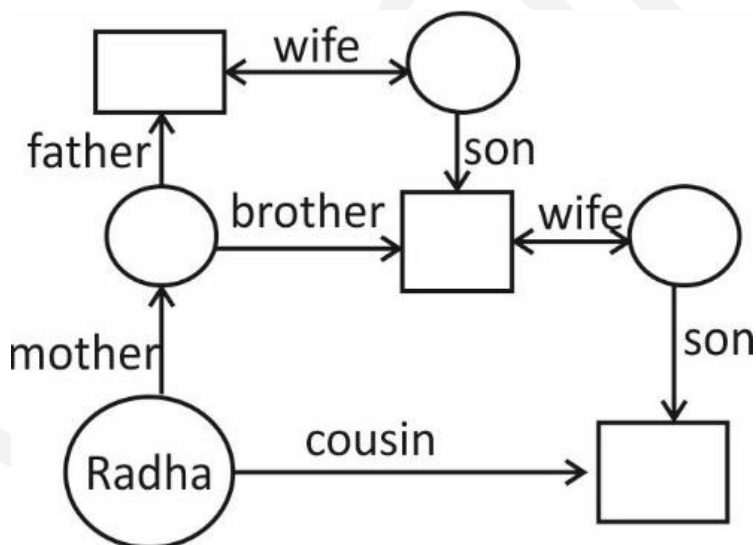 wife
father
son
brother
wife
mother
son
cousin
Radha